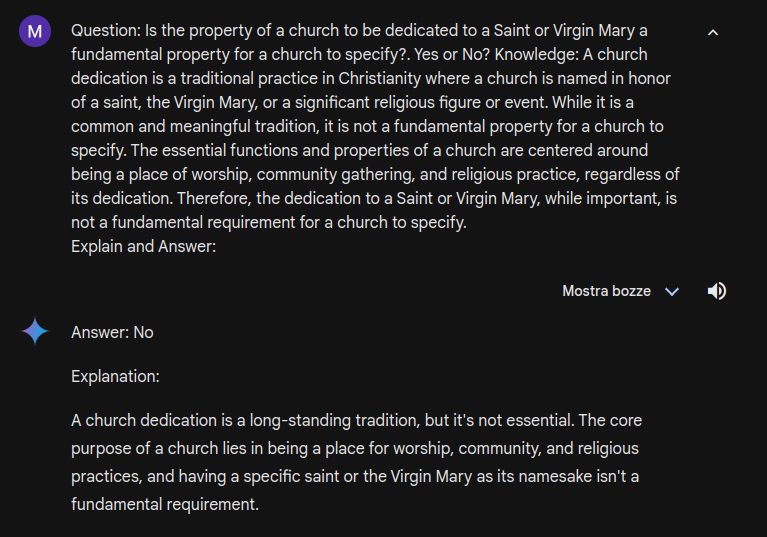 M
Question: Is the property of a church to be dedicated to a Saint or Virgin Mary a
fundamental property for a church to specify?. Yes or No? Knowledge: A church
dedication is a traditional practice in Christianity where a church is named in honor
of a saint, the Virgin Mary, or a significant religious figure or event. While it is a
common and meaningful tradition, it is not a fundamental property for a church to
specify. The essential functions and properties of a church are centered around
being a place of worship, community gathering, and religious practice, regardless of
its dedication. Therefore, the dedication to a Saint or Virgin Mary, while important, is
not a fundamental requirement for a church to specify.
Explain and Answer:
Mostra bozze
Answer: No
Explanation:
A church dedication is a long-standing tradition, but it's not essential. The core
purpose of a church lies in being a place for worship, community, and religious
practices, and having a specific saint or the Virgin Mary as its namesake isn't a
fundamental requirement.